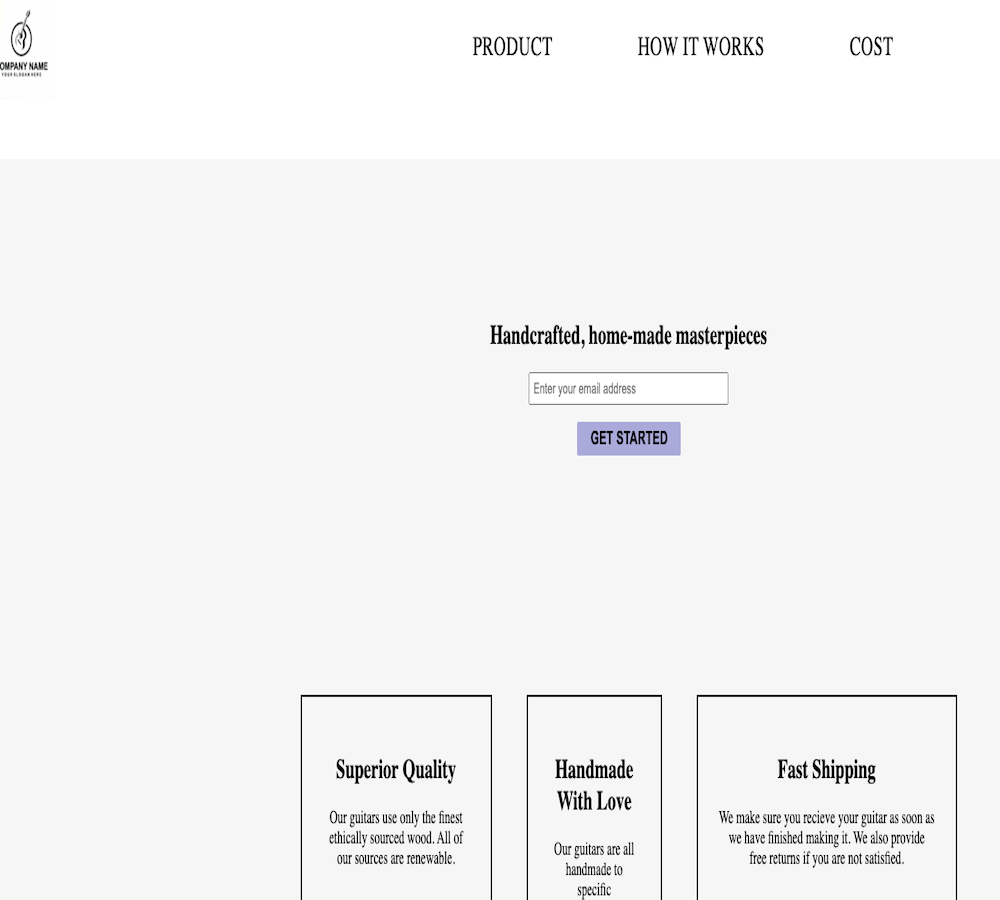 OMPANY NAME
YOUR SLOGAN HERE
PRODUCT
HOW IT WORKS
COST
Handcrafted, home-made masterpieces
Enter your email address
GET STARTED
Superior Quality
Our guitars use only the finest
ethically sourced wood. All of
our sources are renewable.
Handmade
With Love
Our guitars are all
handmade to
specific
Fast Shipping
We make sure you recieve your guitar as soon as
we have finished making it. We also provide
free returns if you are not satisfied.